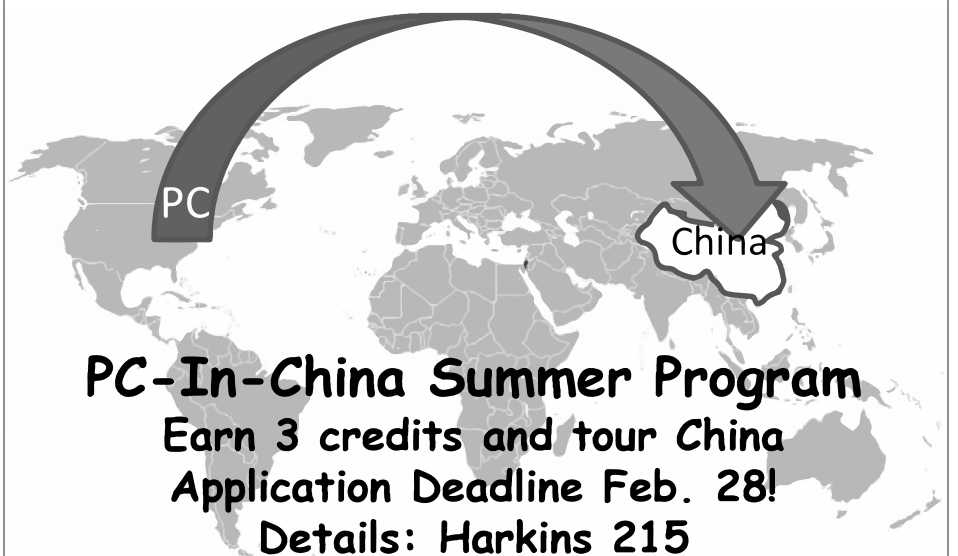 PC
China
PC-In-China Summer Program
Earn 3 credits and tour China
Application Deadline Feb. 28!
Details: Harkins 215